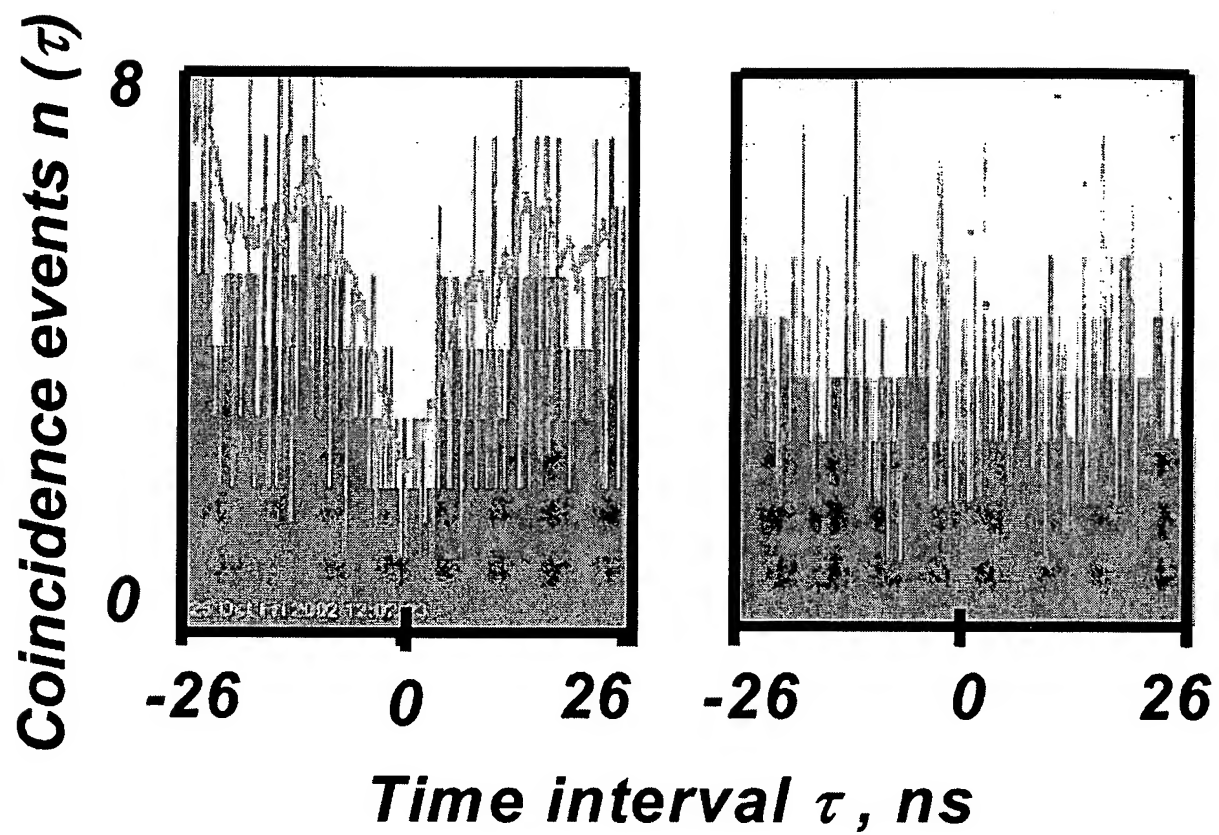 Coincidence events n (τ)
8
0
-26 0 26 -26 0 26
Time interval τ, ns